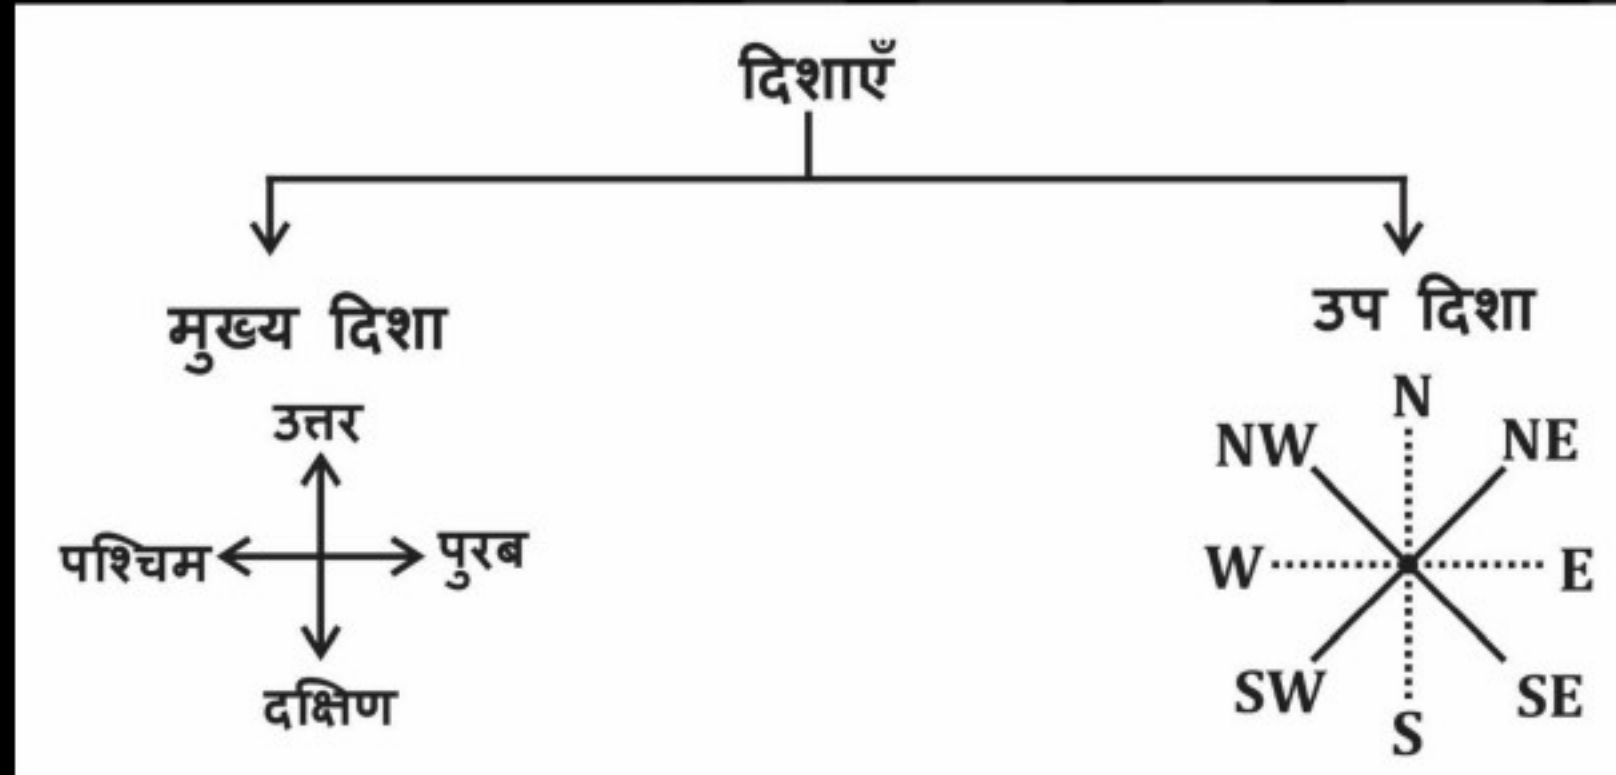 दिशाएँ
मुख्य दिशा
उप दिशा
उत्तर
पश्चिम
पुरब
दक्षिण
N
NW
NE
W
E
SW
SE
S